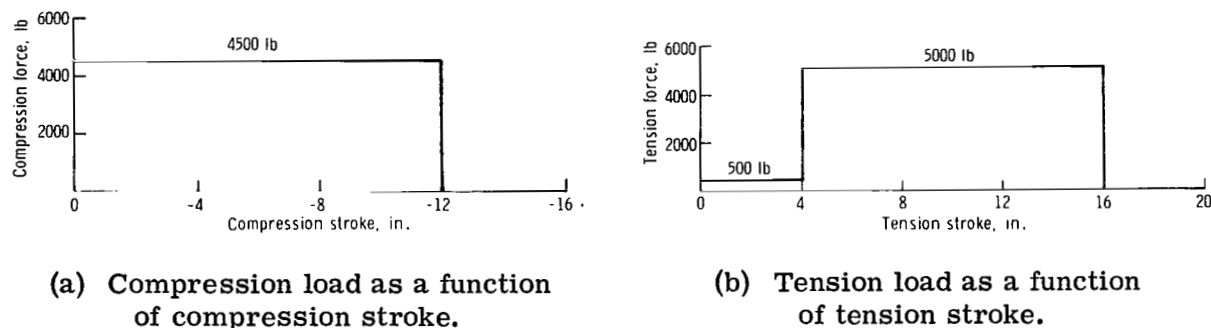 6000
4000
2000
Compression force, lb
4500 lb
0 -4 -8 -12 -16
Compression stroke, in.
(a) Compression load as a function
of compression stroke.
6000
4000
2000
Tension force, lb
500 lb
5000 lb
0 4 8 12 16 20
Tension stroke, in.
(b) Tension load as a function
of tension stroke.